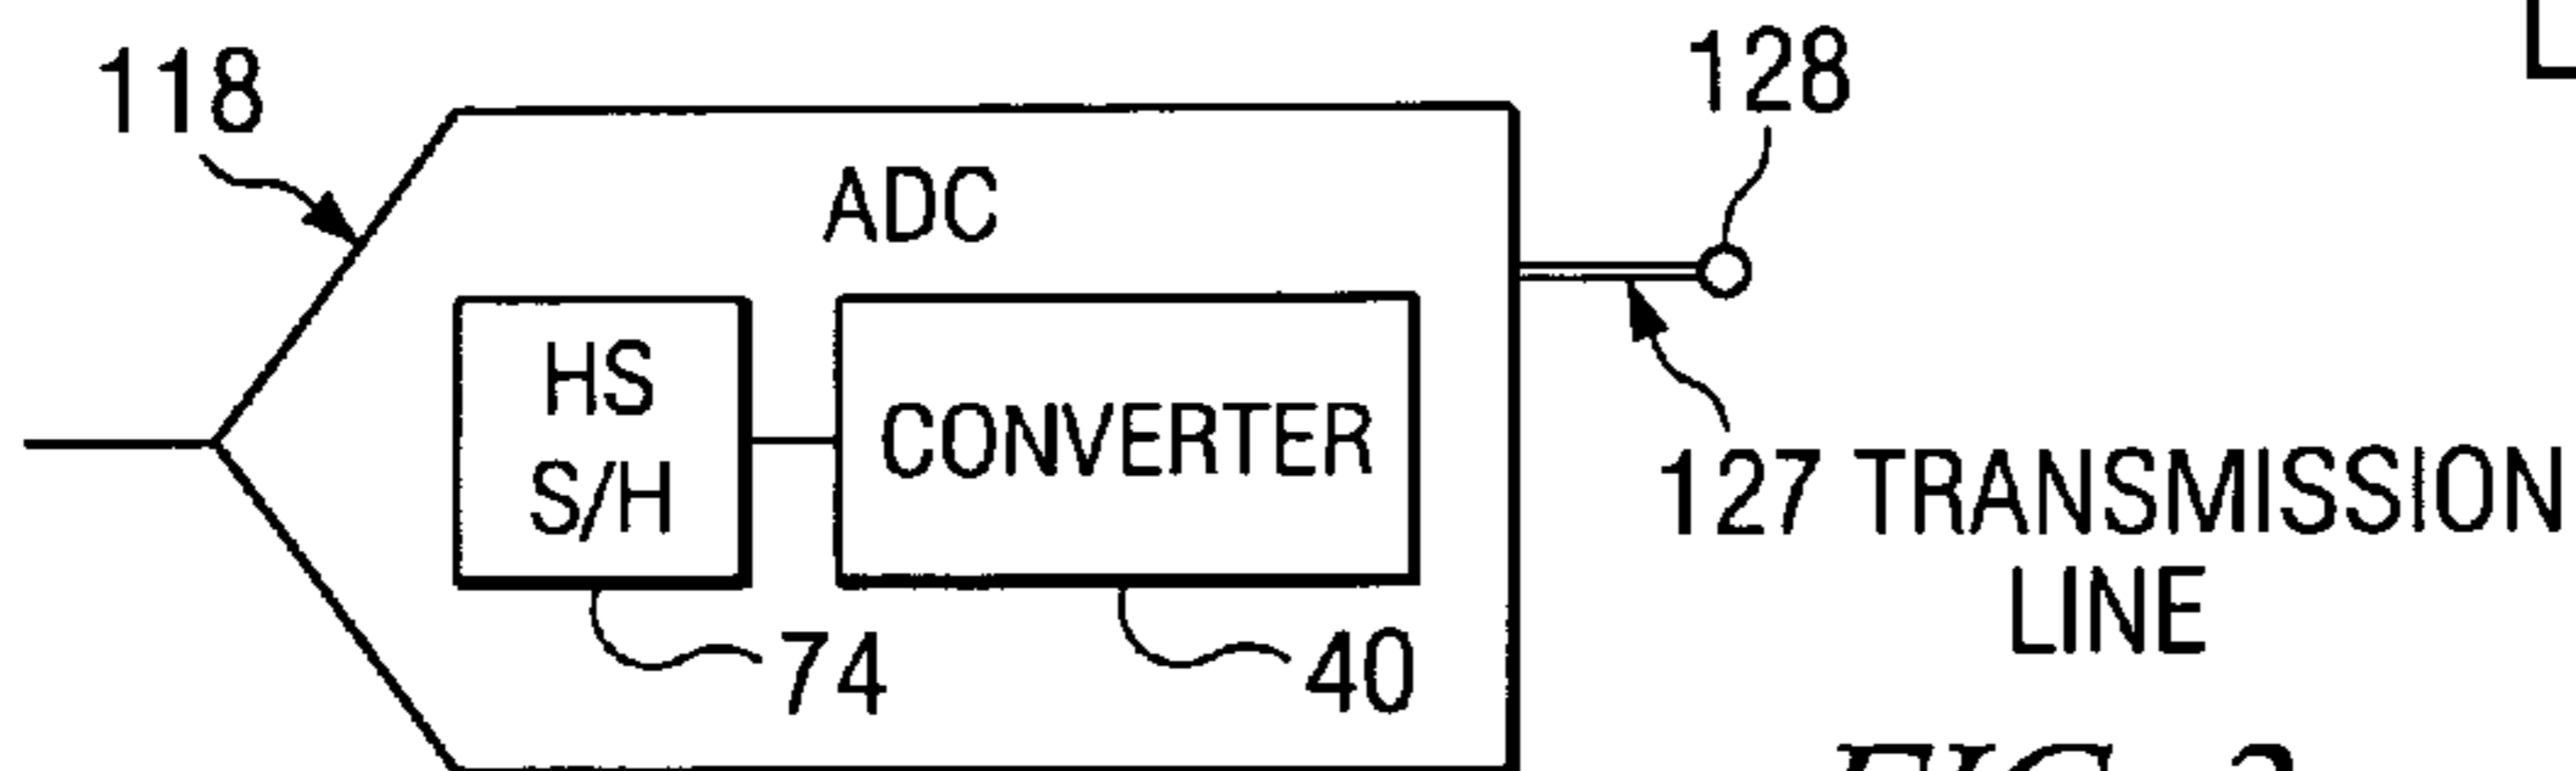 118
128
ADC
HS
S/H
CONVERTER
127 TRANSMISSION
LINE
74
40